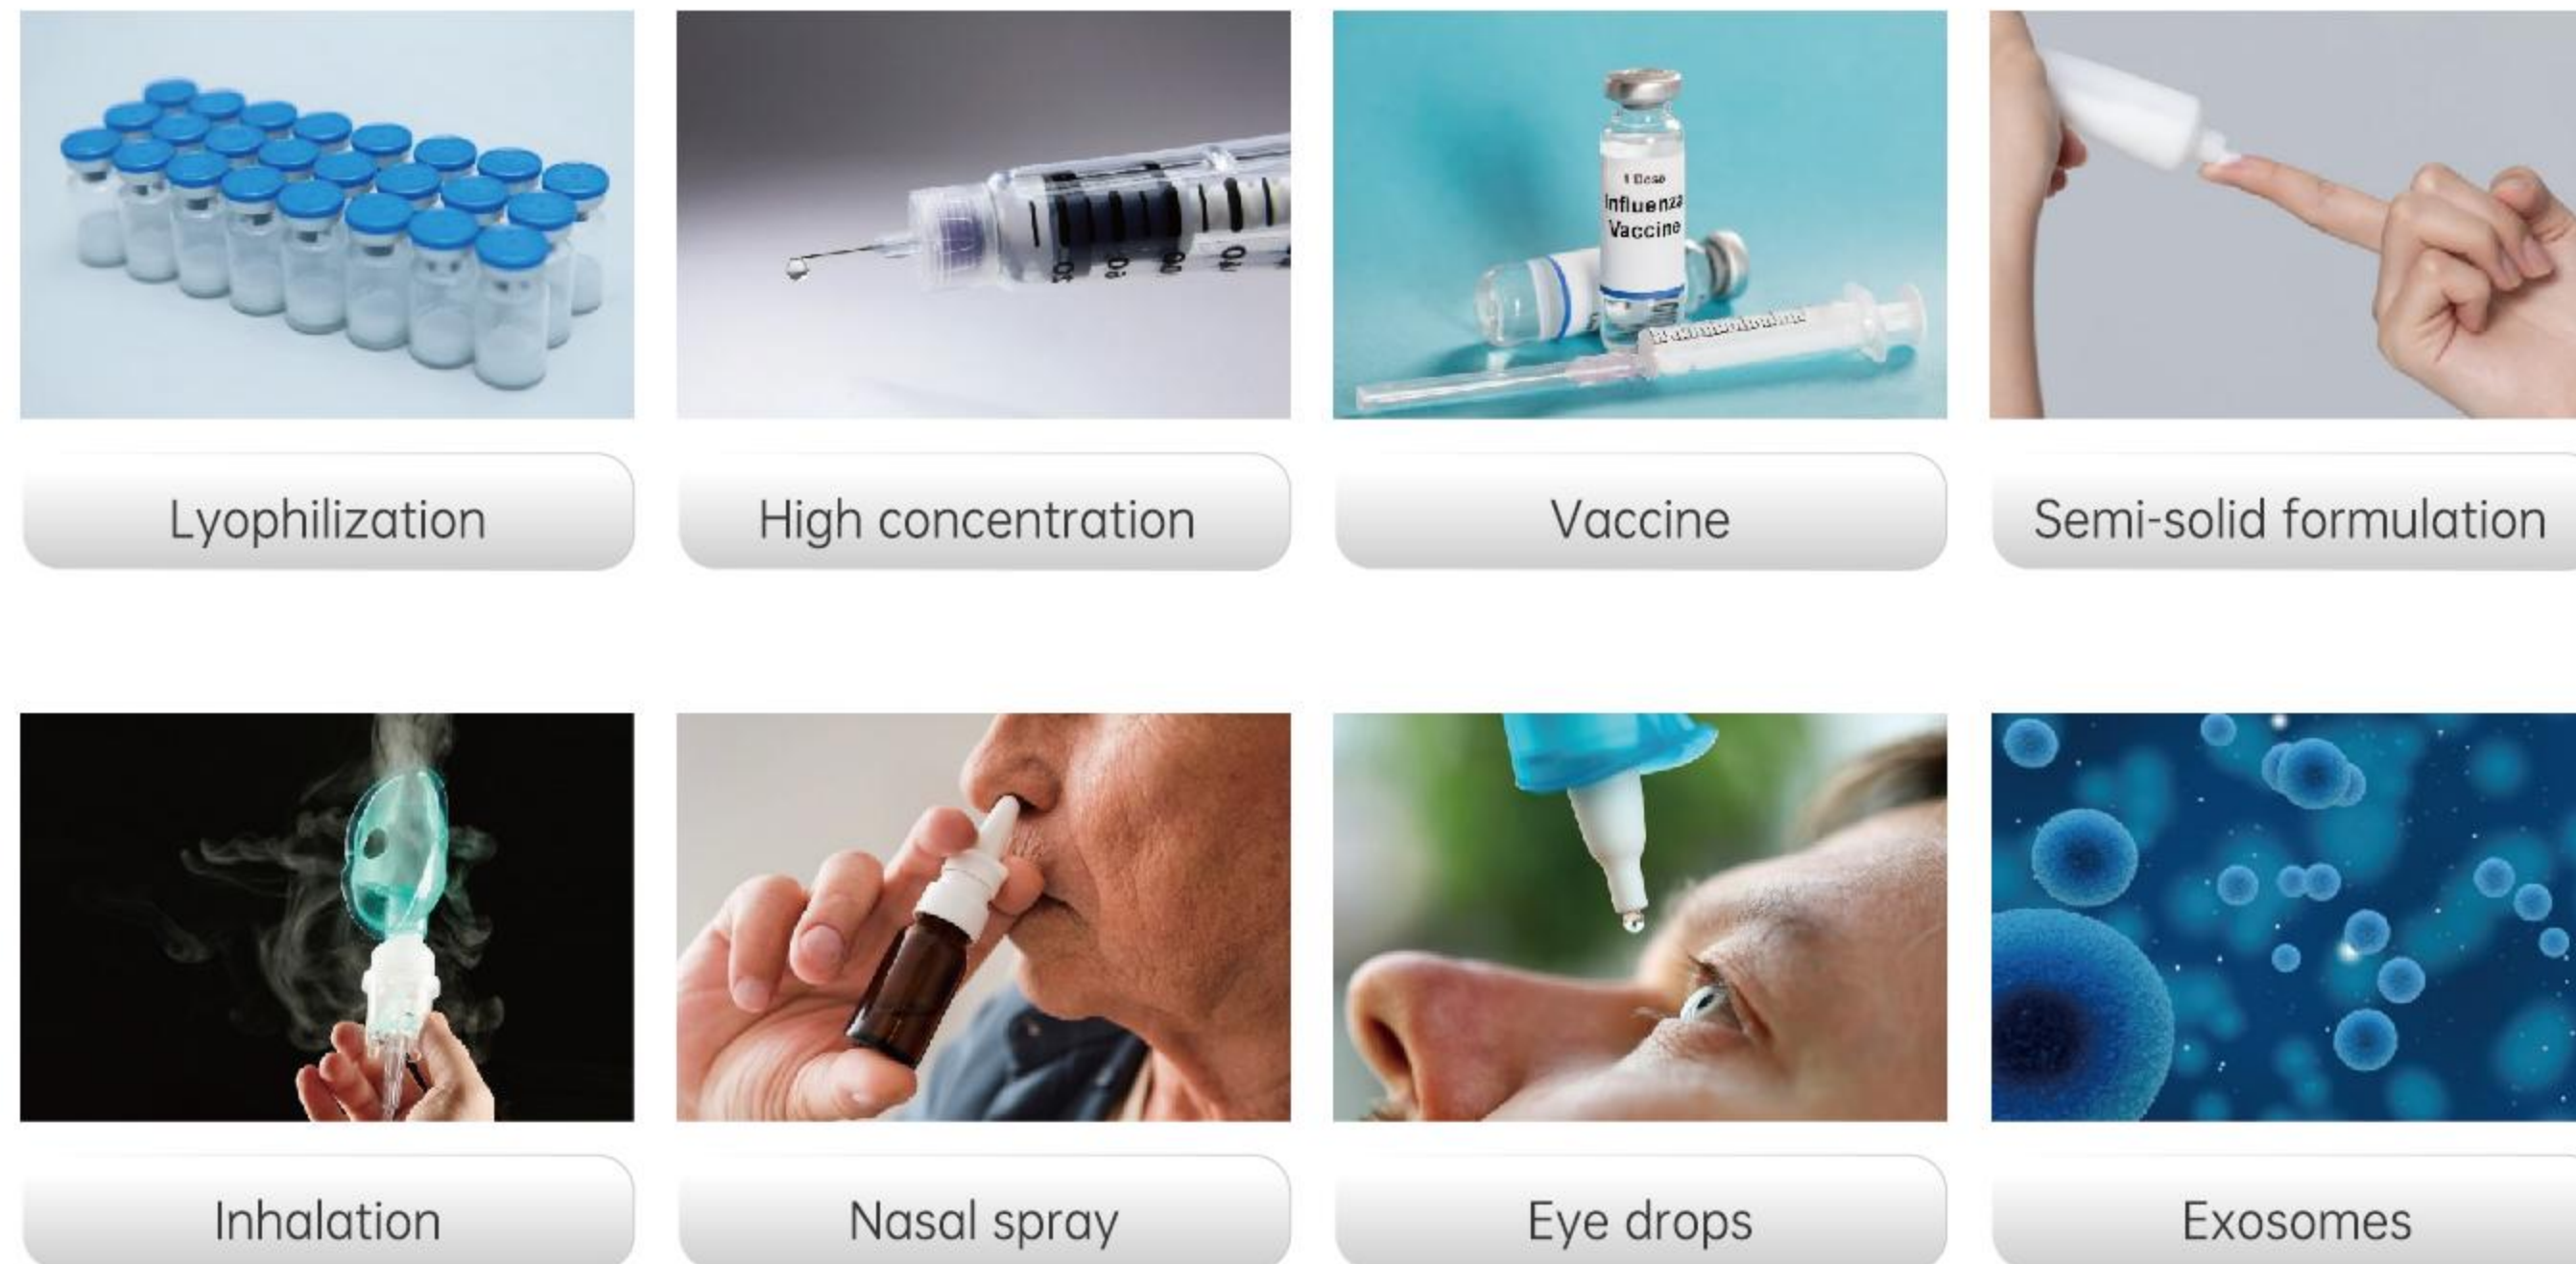 1 Dose
Influenza
Vaccine
Lyophilization
High concentration
Vaccine
Semi-solid formulation
Inhalation
Nasal spray
Eye drops
Exosomes